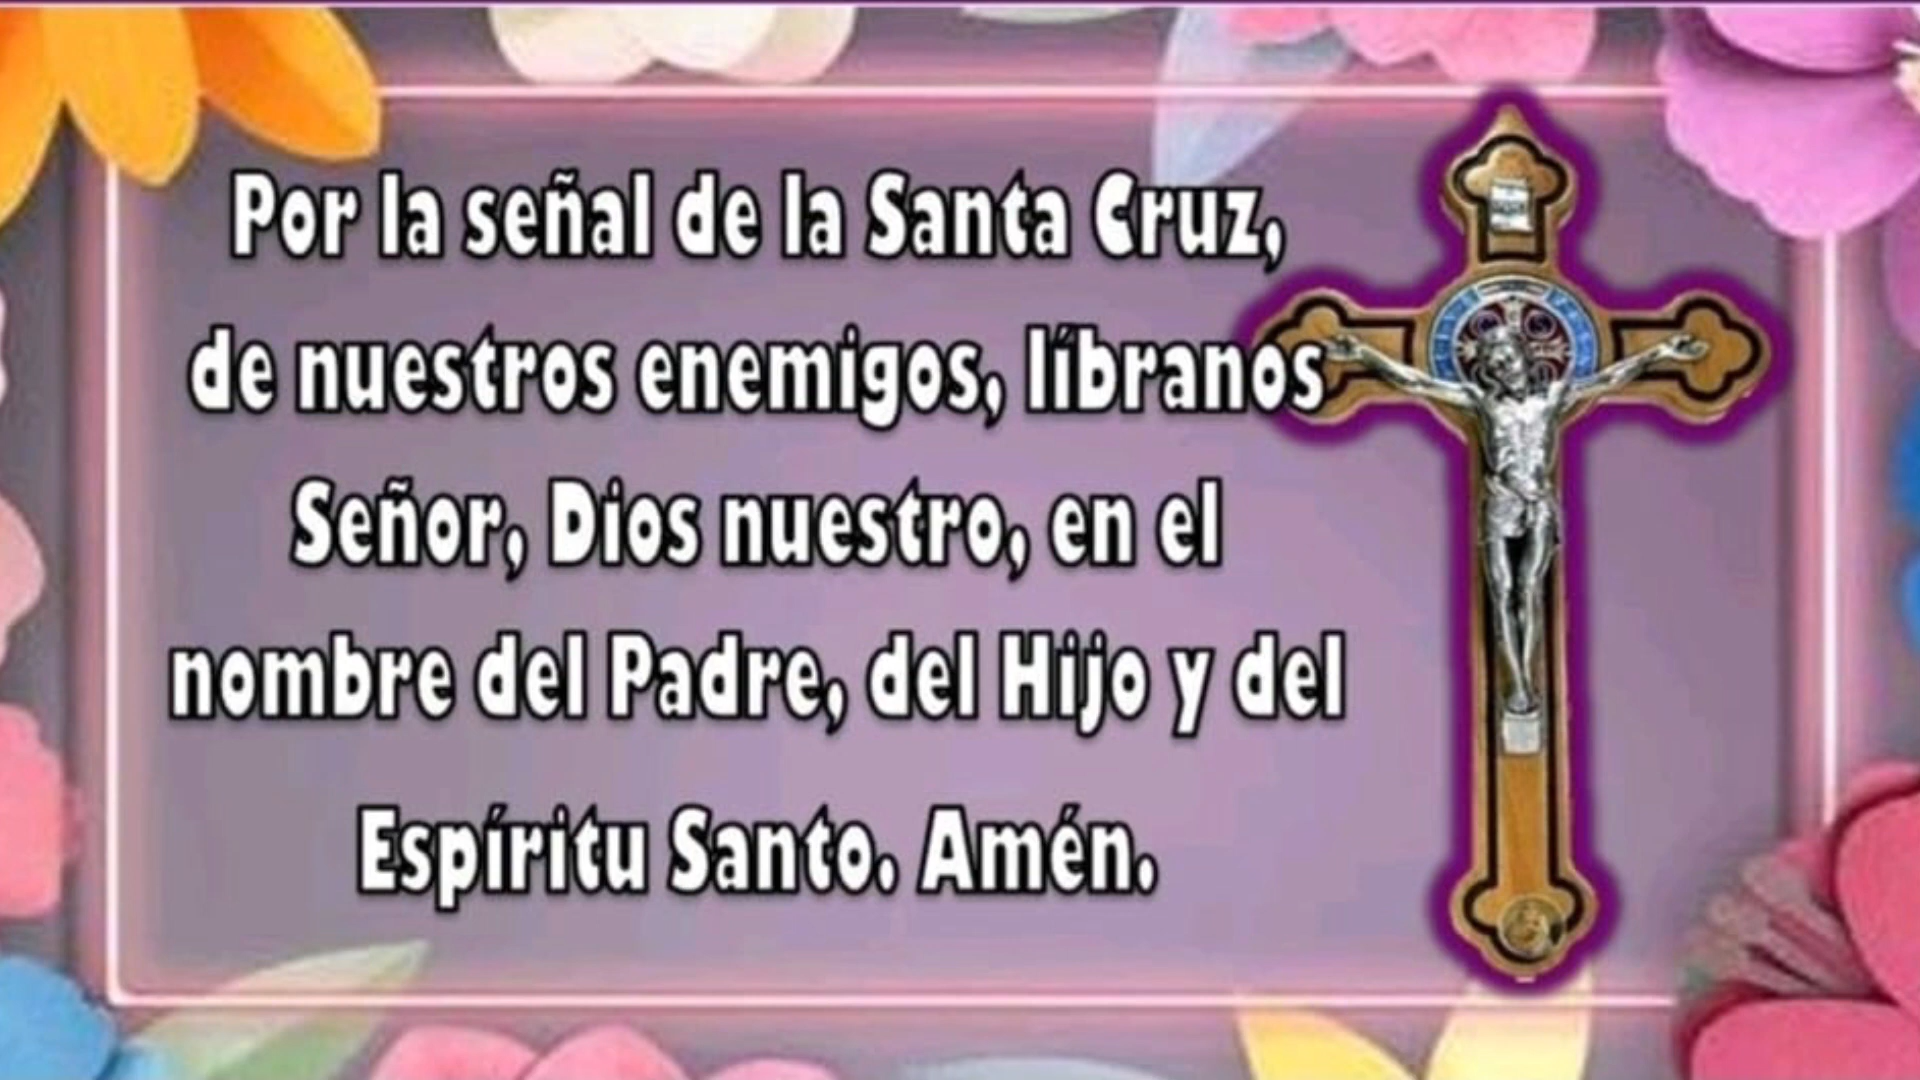 Por la señal de la Santa Cruz,
de nuestros enemigos, líbranos
Señor, Dios nuestro, en el
nombre del Padre, del Hijo y del
Espíritu Santo. Amén.